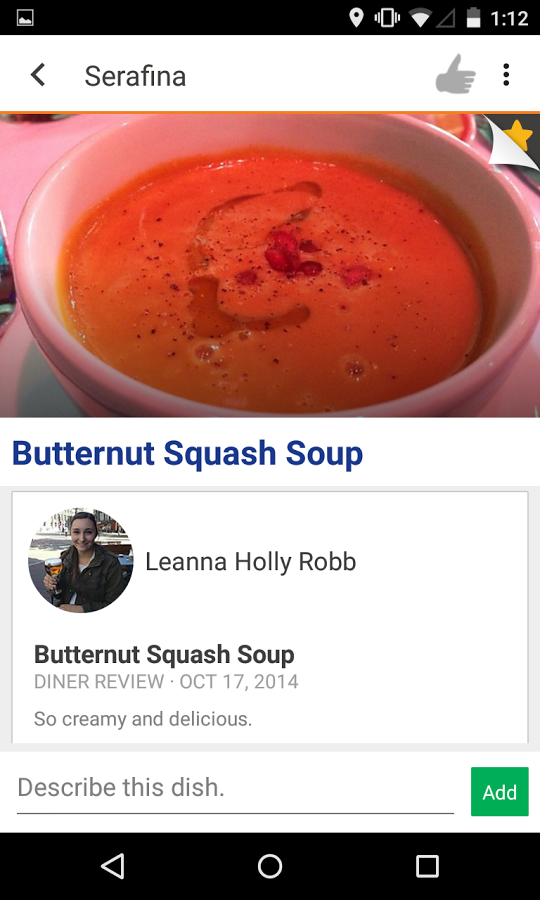 1:12
Serafina
Butternut Squash Soup
Leanna Holly Robb
Butternut Squash Soup
DINER REVIEW · OCT 17, 2014
So creamy and delicious.
Describe this dish.
Add